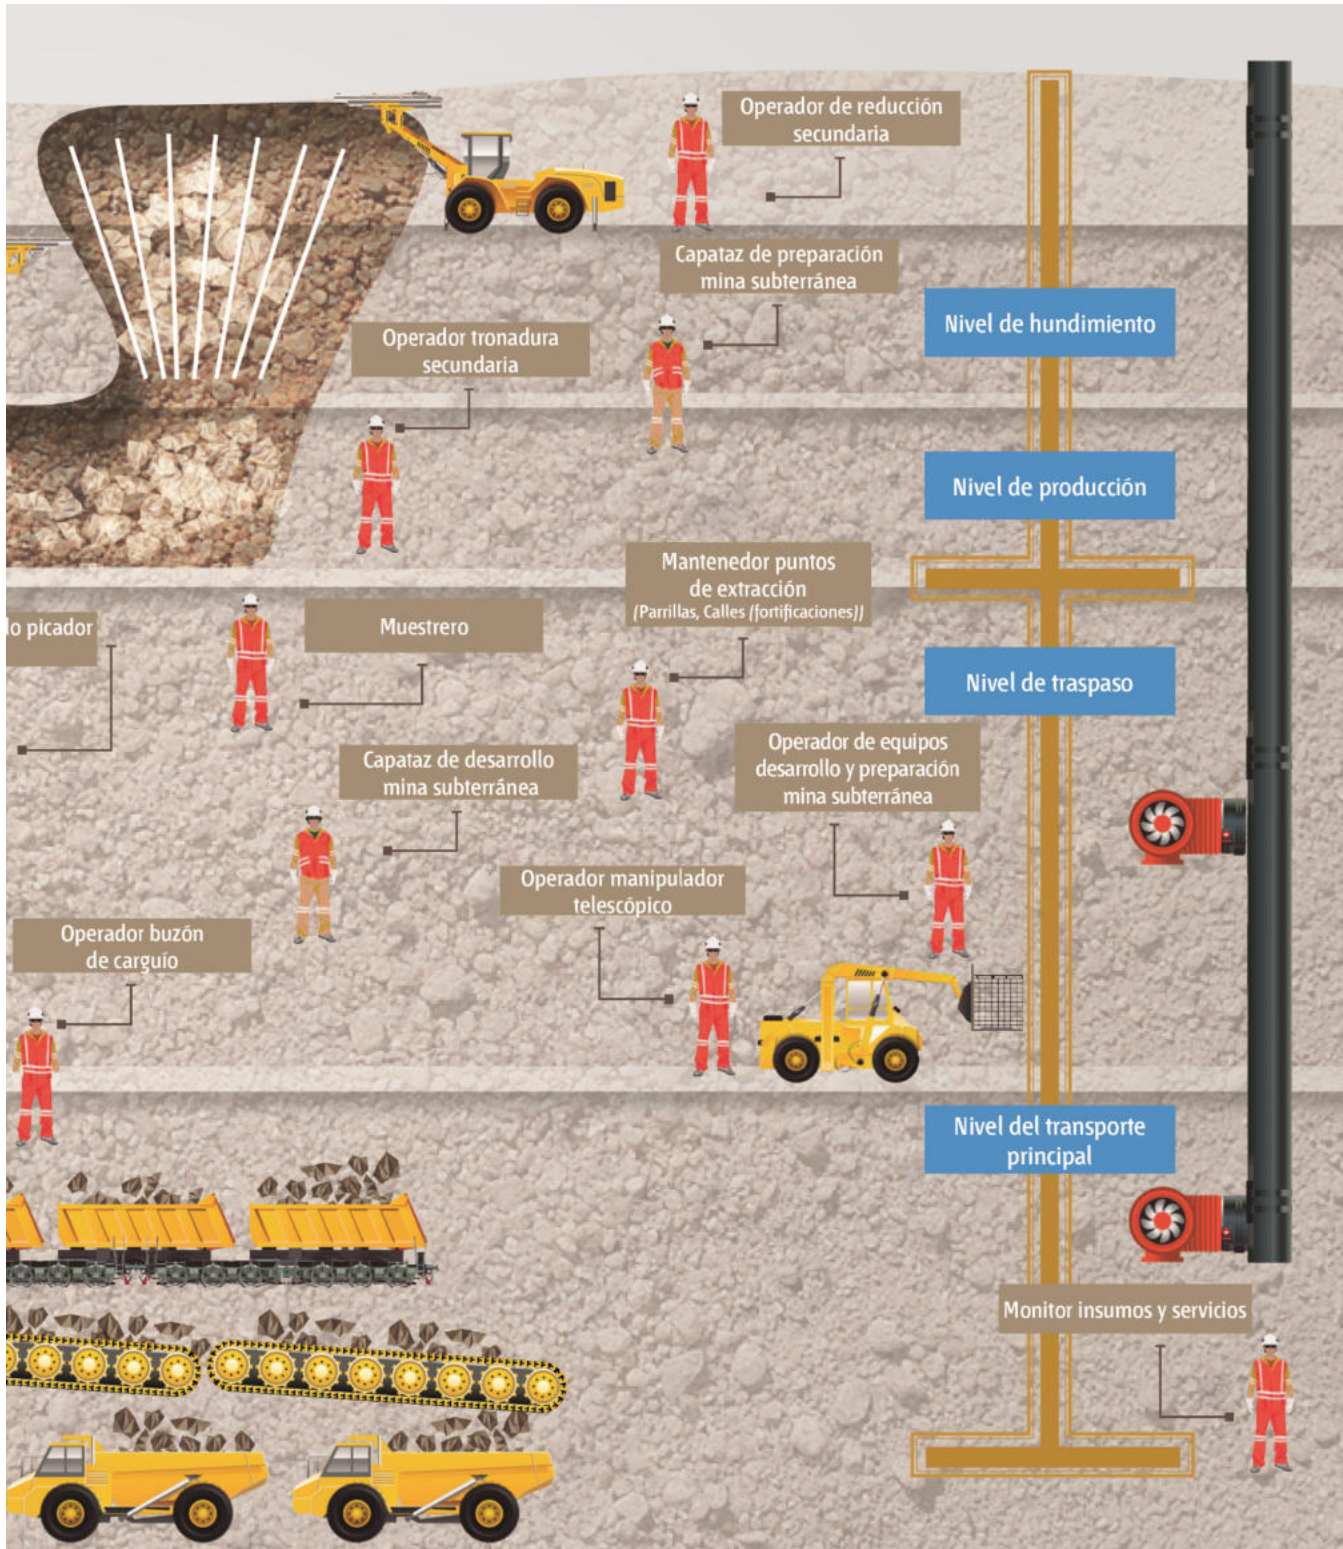 Operador de reducción
secundaria
Capataz de preparación
mina subterránea
Nivel de hundimiento
Operador tronadura
secundaria
Nivel de producción
Mantenedor puntos
de extracción
(Parrillas, Calles (fortificaciones))
lo picador
Muestrero
Nivel de traspaso
Capataz de desarrollo
mina subterránea
Operador de equipos
desarrollo y preparación
mina subterránea
Operador manipulador
telescópico
Operador buzón
de carguío
Nivel del transporte
principal
Monitor insumos y servicios